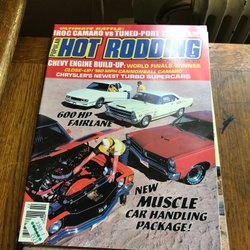 ULTIMATE BATTLE!
IROC CAMARO vs TUNED-PORT
POPULAR
HOT RODDING
CHEVY ENGINE BUILD-UP: WORLD FINALS WINNER
CLOSE-UP! 160 MPH CANNONBALL CAMARO
CHRYSLER'S NEWEST TURBO SUPERCARS
600 HP
FAIRLANE
NEW
MUSCLE
CAR HANDLING
PACKAGE!